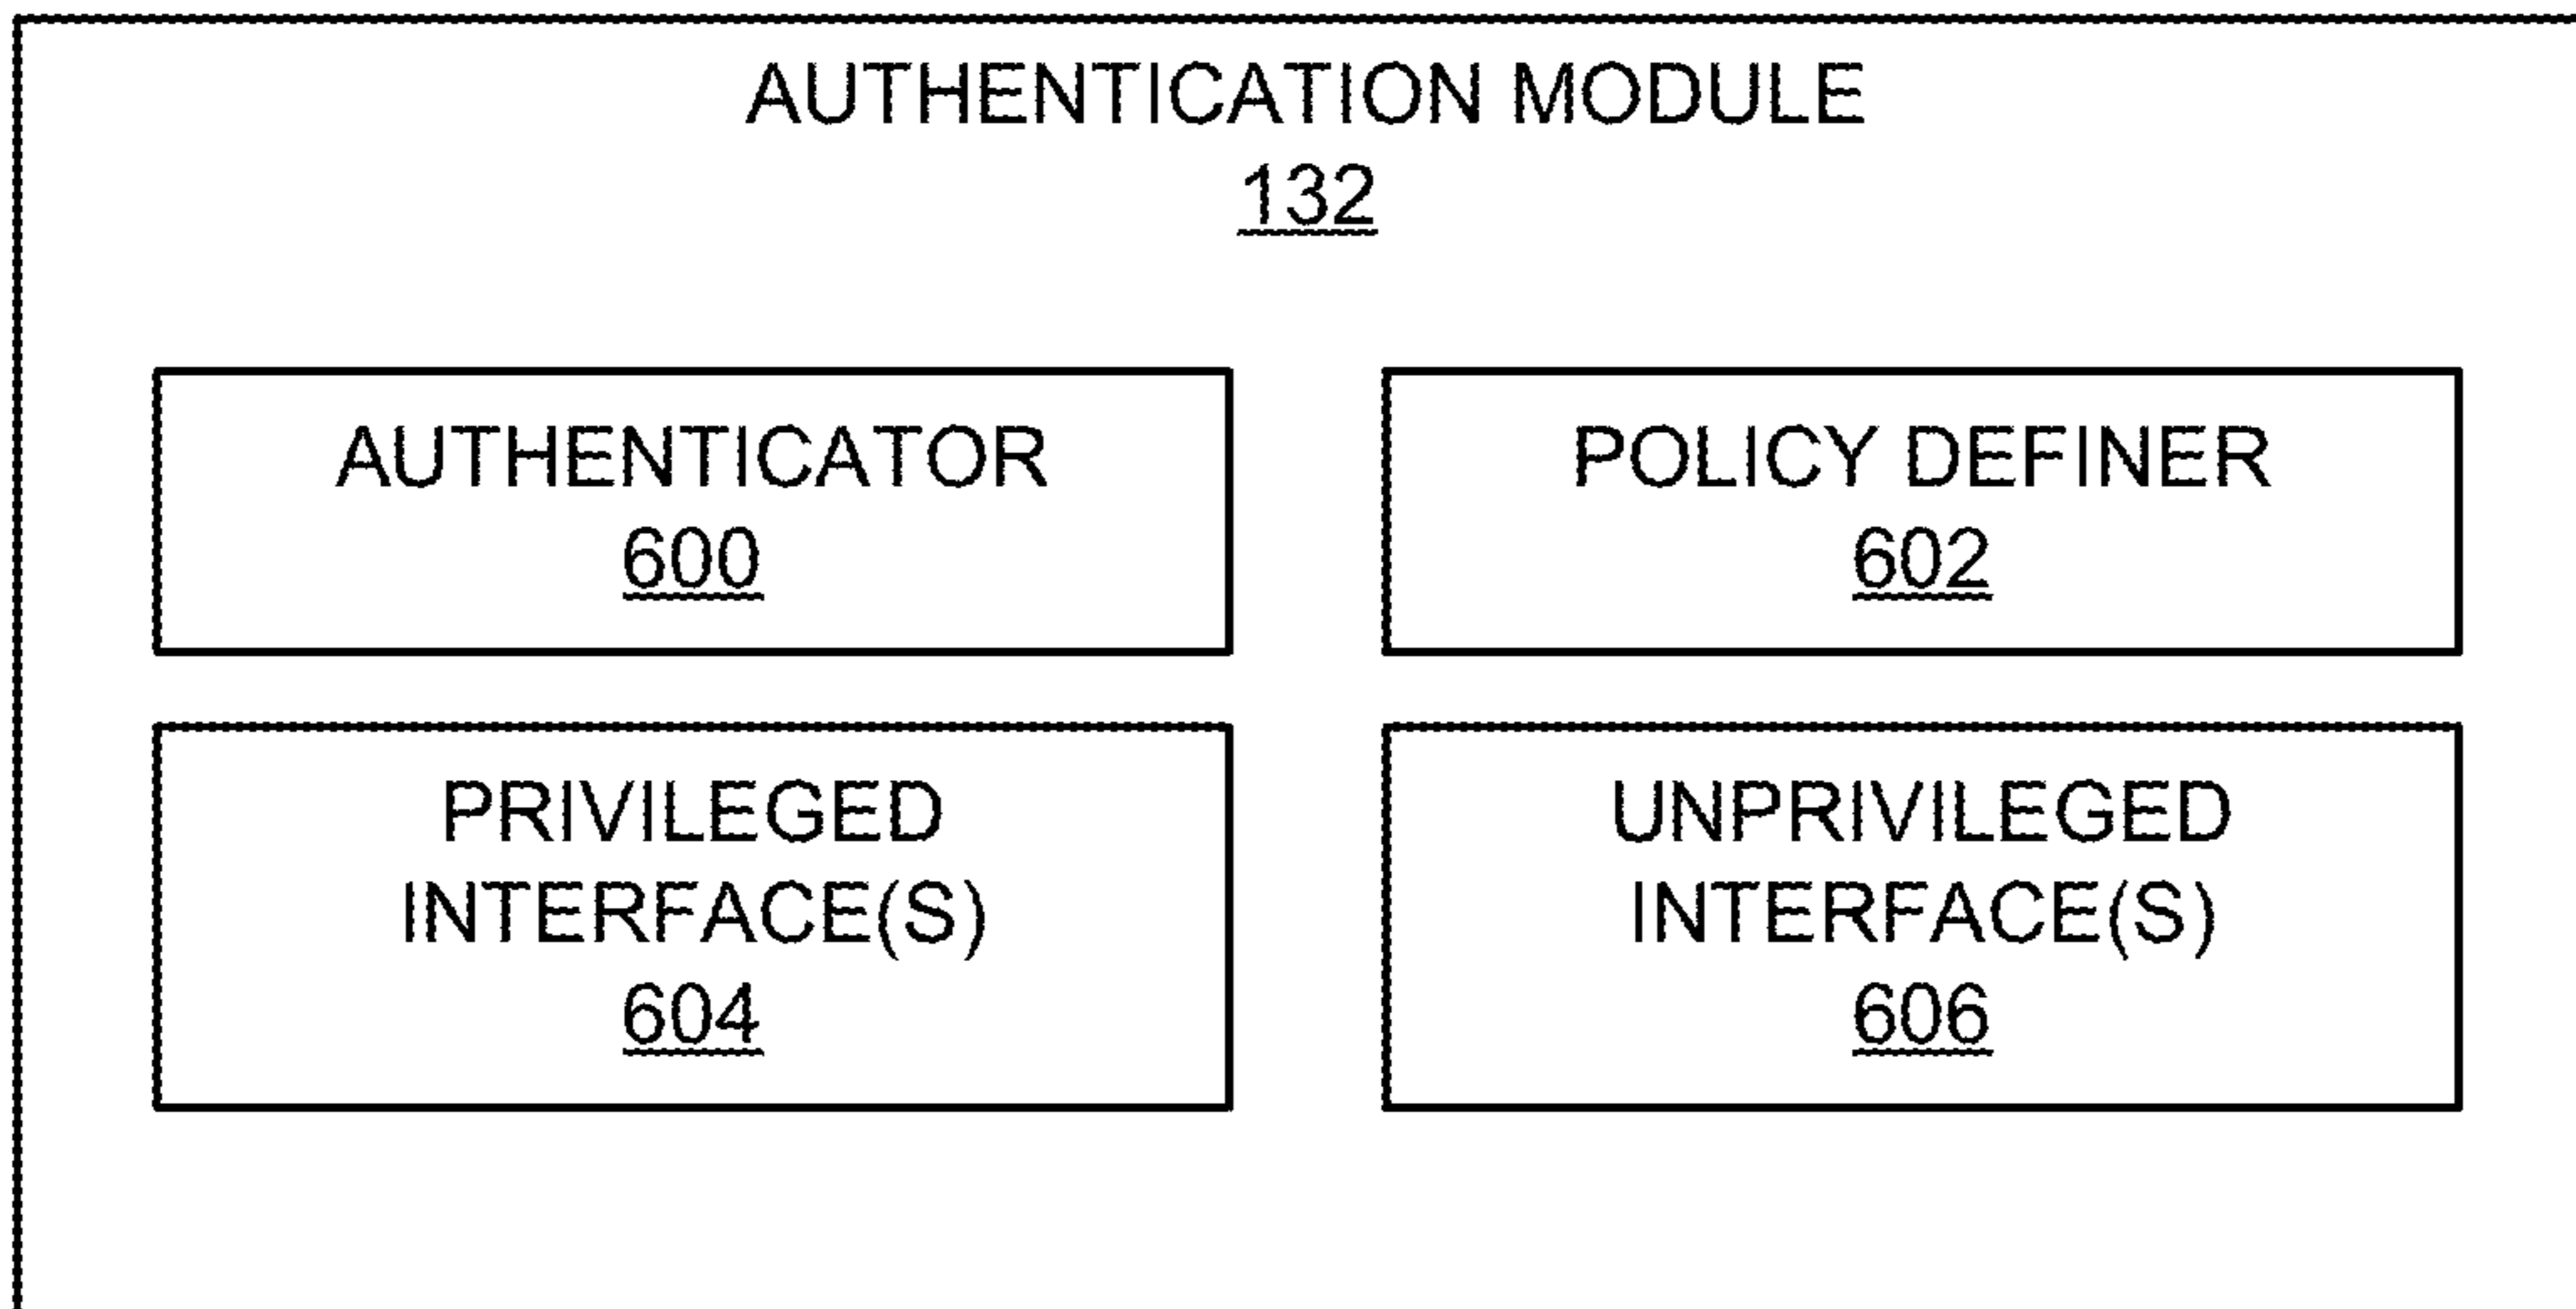 AUTHENTICATION MODULE
132
AUTHENTICATOR
600
POLICY DEFINER
602
PRIVILEGED
INTERFACE(S)
604
UNPRIVILEGED
INTERFACE(S)
606